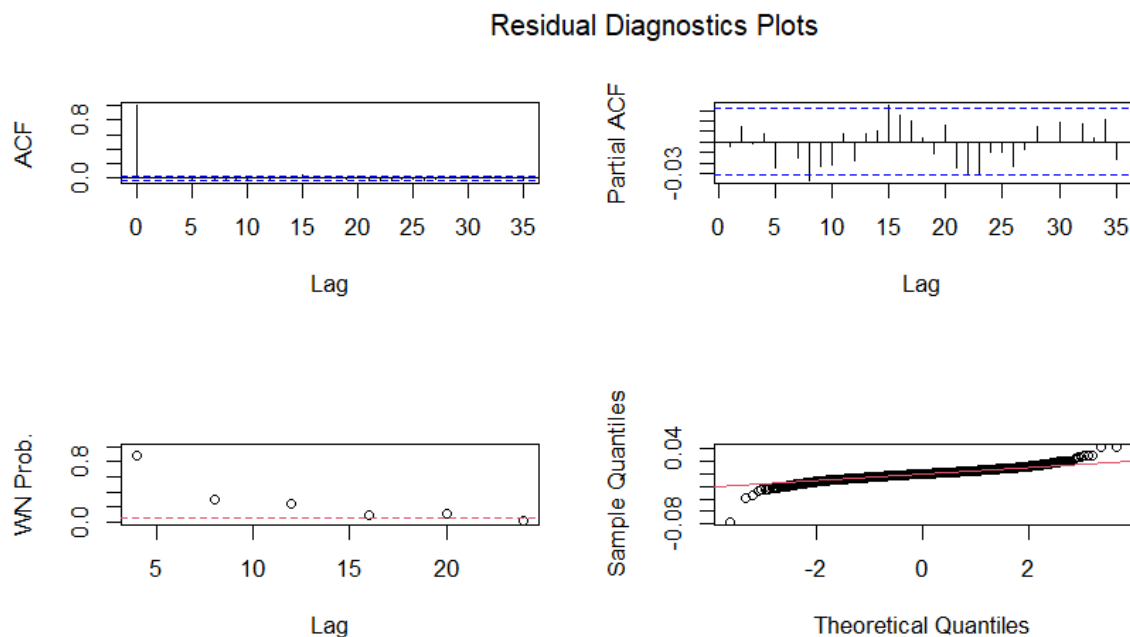 Residual Diagnostics Plots
ACF
0.8
0.0
0 5 10 15 20 25 30 35
Lag
Partial ACF
-0.03
0 5 10 15 20 25 30 35
Lag
WN Prob.
0.8
0.0
5 10 15 20
Lag
Sample Quantiles
0.04
-0.08
-2 0 2
Theoretical Quantiles